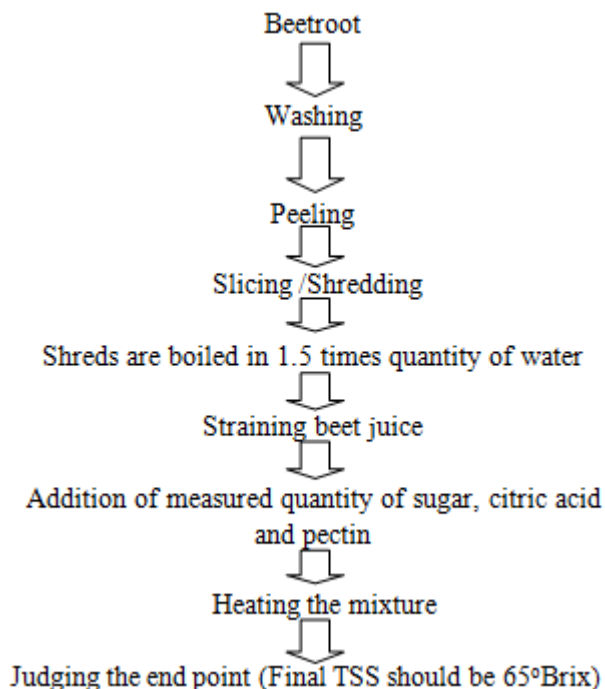 Beetroot
Washing
Peeling
Slicing /Shredding
Shreds are boiled in 1.5 times quantity of water
Straining beet juice
Addition of measured quantity of sugar, citric acid
and pectin
Heating the mixture
Judging the end point (Final TSS should be 65°Brix)